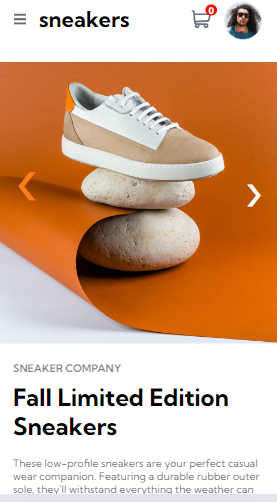 sneakers
0
SNEAKER COMPANY
Fall Limited Edition
Sneakers
These low-profile sneakers are your perfect casual
wear companion. Featuring a durable rubber outer
sole, they'll withstand everything the weather can